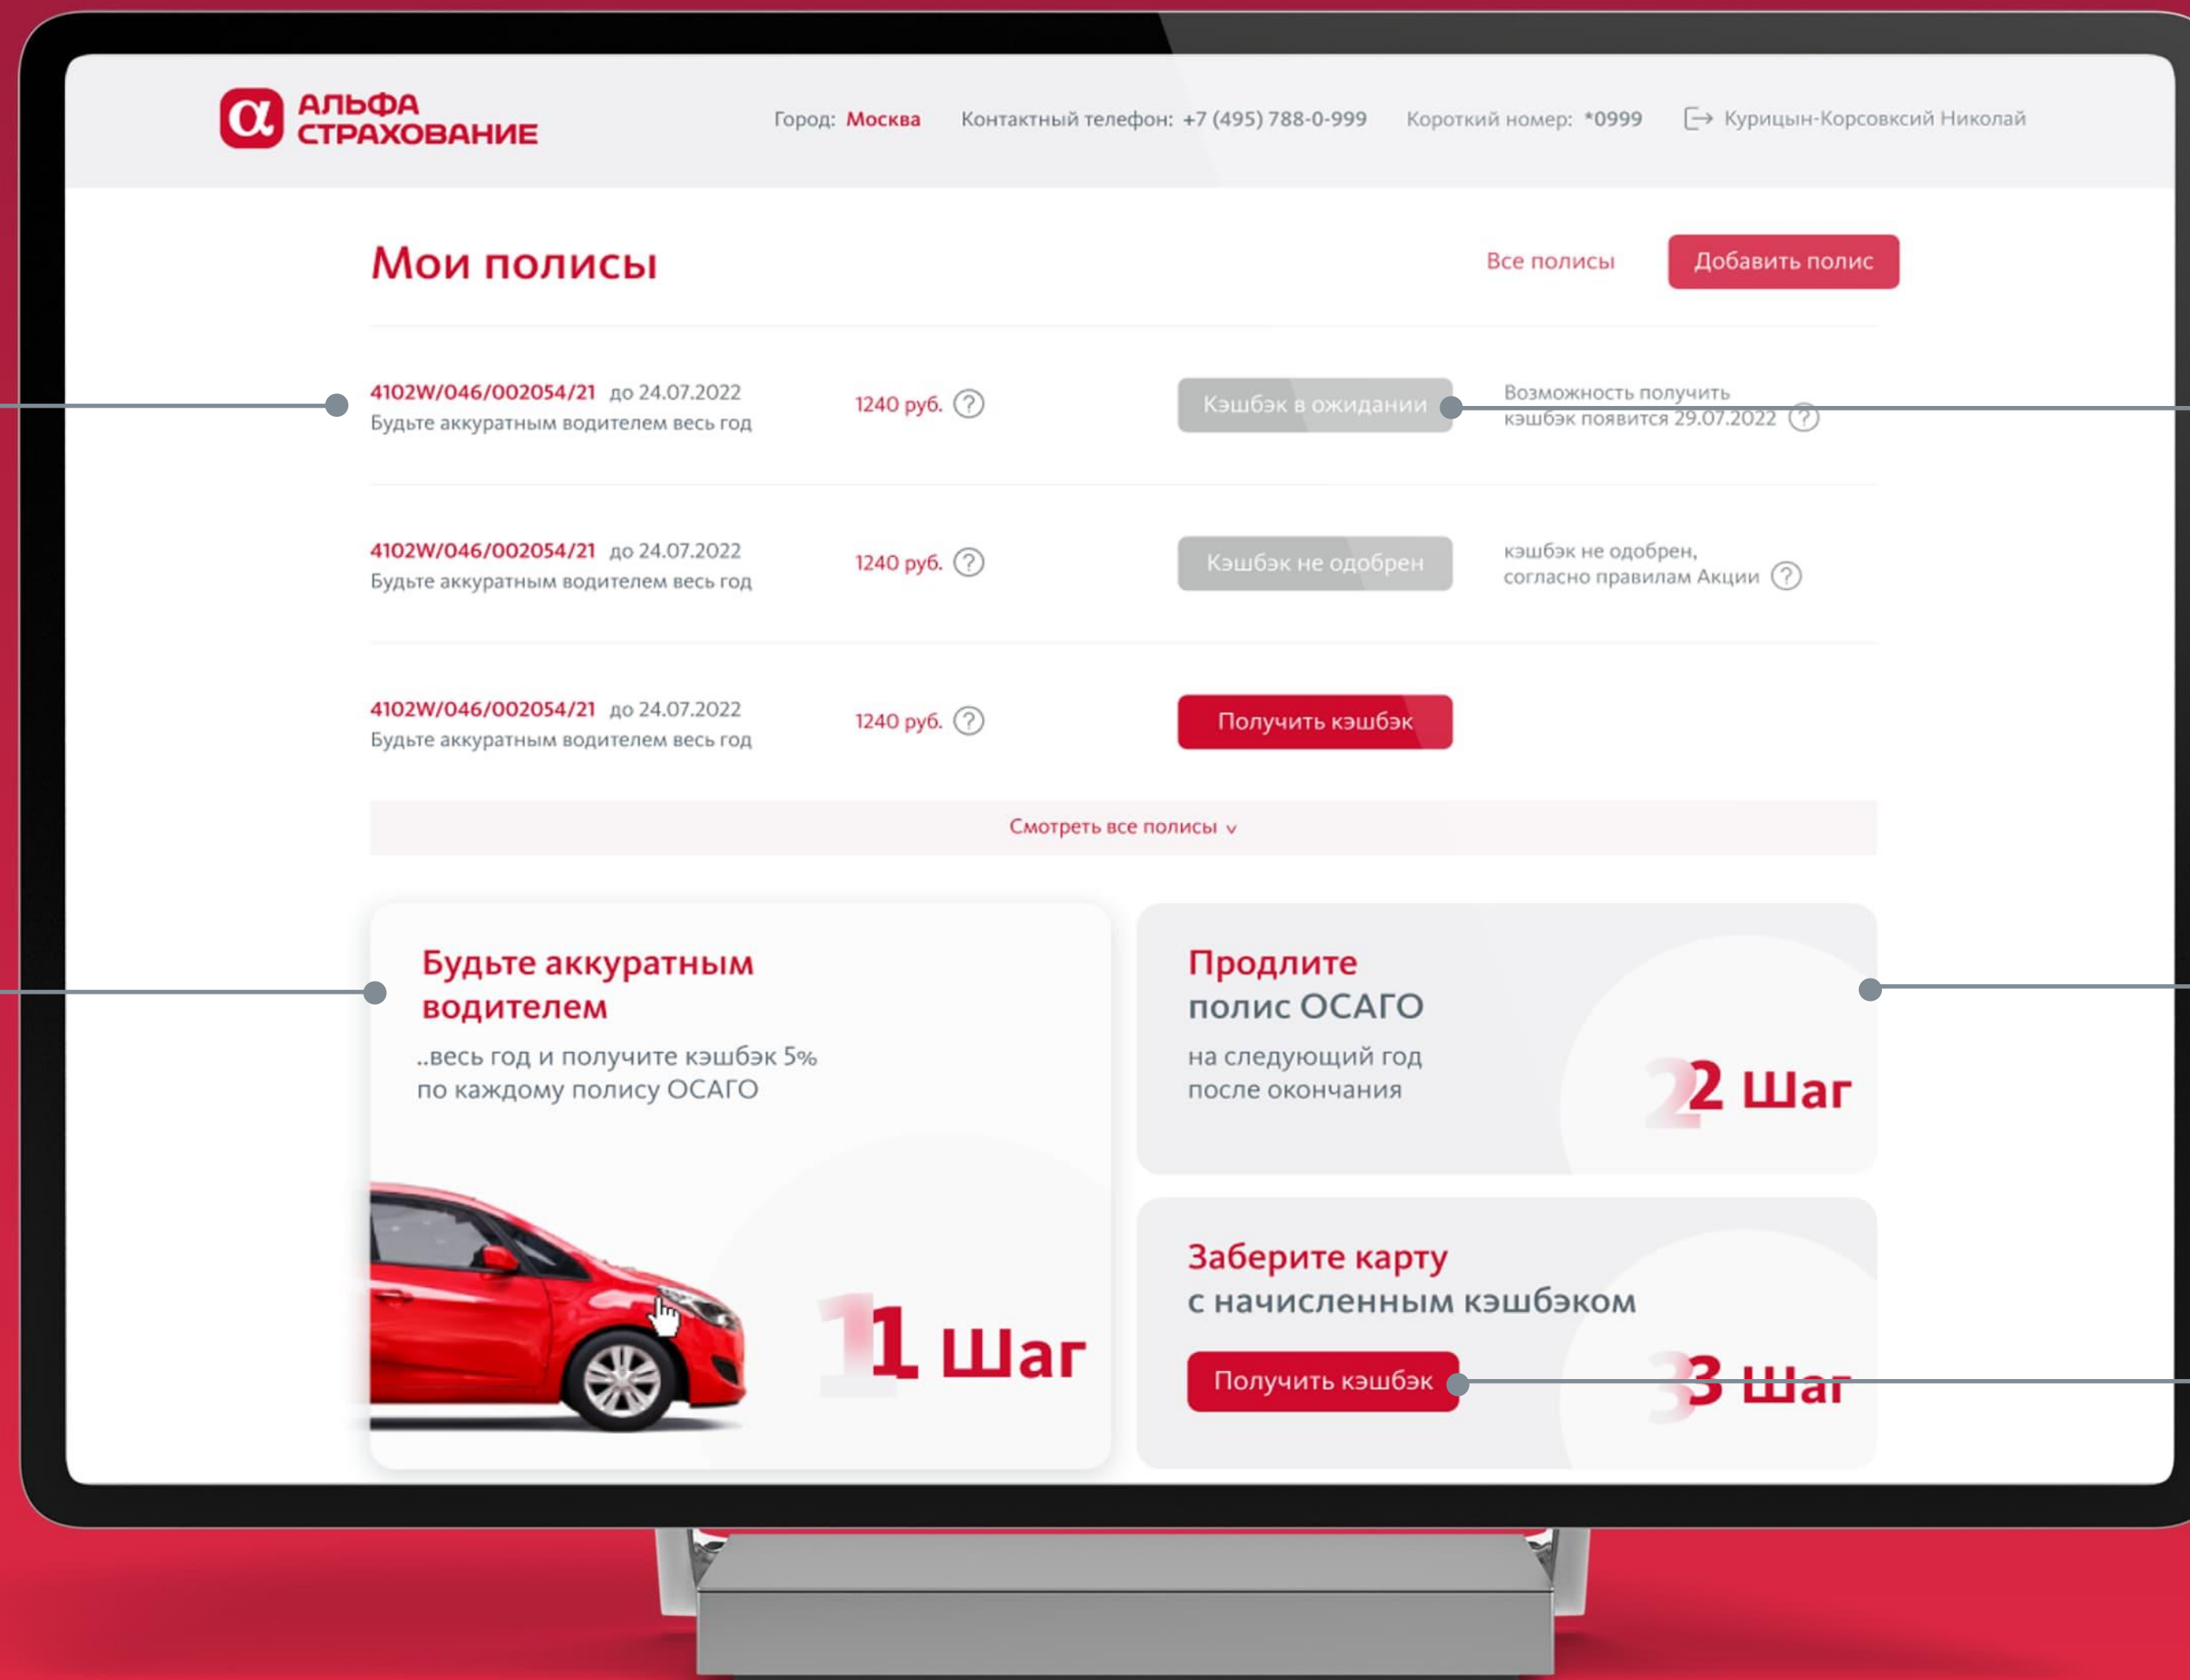 α АЛЬФА
СТРАХОВАНИЕ
Город: Москва Контактный телефон: +7 (495) 788-0-999 Короткий номер: *0999 Курицын-Корсовксий Николай
Мои полисы
Все полисы Добавить полис
4102W/046/002054/21 до 24.07.2022
Будьте аккуратным водителем весь год
1240 руб. ?
Кэшбэк в ожидании
Возможность получить
кэшбэк появится 29.07.2022 ?
4102W/046/002054/21 до 24.07.2022
Будьте аккуратным водителем весь год
1240 руб. ?
Кэшбэк не одобрен
кэшбэк не одобрен,
согласно правилам Акции ?
4102W/046/002054/21 до 24.07.2022
Будьте аккуратным водителем весь год
1240 руб. ?
Получить кэшбэк
Смотреть все полисы
Будьте аккуратным
водителем
..весь год и получите кэшбэк 5%
по каждому полису ОСАГО
1 Шаг
Продлите
полис ОСАГО
на следующий год
после окончания
2 Шаг
Заберите карту
с начисленным кэшбэком
Получить кэшбэк
3 Шаг